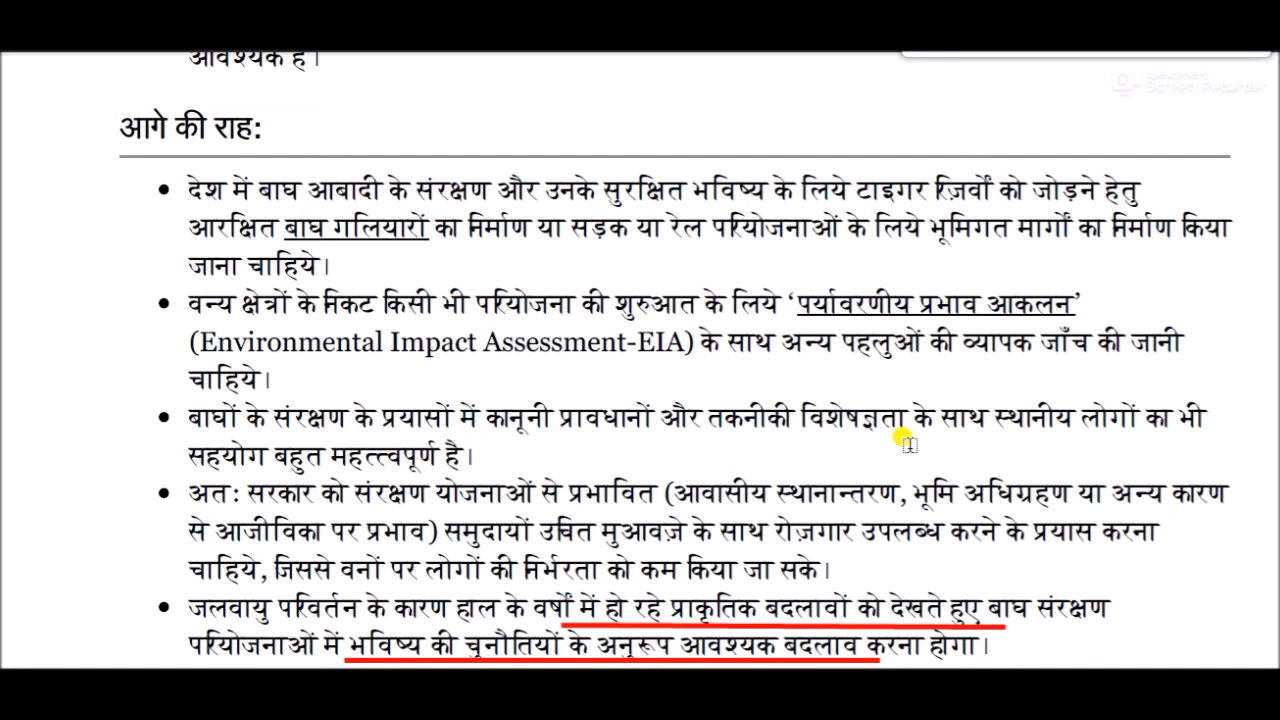 आवश्यक है।
Screen Recorder
आगे की राह:
देश में बाघ आबादी के संरक्षण और उनके सुरक्षित भविष्य के लिये टाइगर रिज़र्वों को जोड़ने हेतु
आरक्षित बाघ गलियारों का निर्माण या सड़क या रेल परियोजनाओं के लिये भूमिगत मार्गों का निर्माण किया
जाना चाहिये।
वन्य क्षेत्रों के निकट किसी भी परियोजना की शुरुआत के लिये ‘पर्यावरणीय प्रभाव आकलन’
(Environmental Impact Assessment-EIA) के साथ अन्य पहलुओं की व्यापक जाँच की जानी
चाहिये।
बाघों के संरक्षण के प्रयासों में कानूनी प्रावधानों और तकनीकी विशेषज्ञता के साथ स्थानीय लोगों का भी
सहयोग बहुत महत्त्वपूर्ण है।
अतः सरकार को संरक्षण योजनाओं से प्रभावित (आवासीय स्थानान्तरण, भूमि अधिग्रहण या अन्य कारण
से आजीविका पर प्रभाव) समुदायों उचित मुआवज़े के साथ रोज़गार उपलब्ध करने के प्रयास करना
चाहिये, जिससे वनों पर लोगों की निर्भरता को कम किया जा सके।
जलवायु परिवर्तन के कारण हाल के वर्षों में हो रहे प्राकृतिक बदलावों को देखते हुए बाघ संरक्षण
परियोजनाओं में भविष्य की चुनौतियों के अनुरूप आवश्यक बदलाव करना होगा।